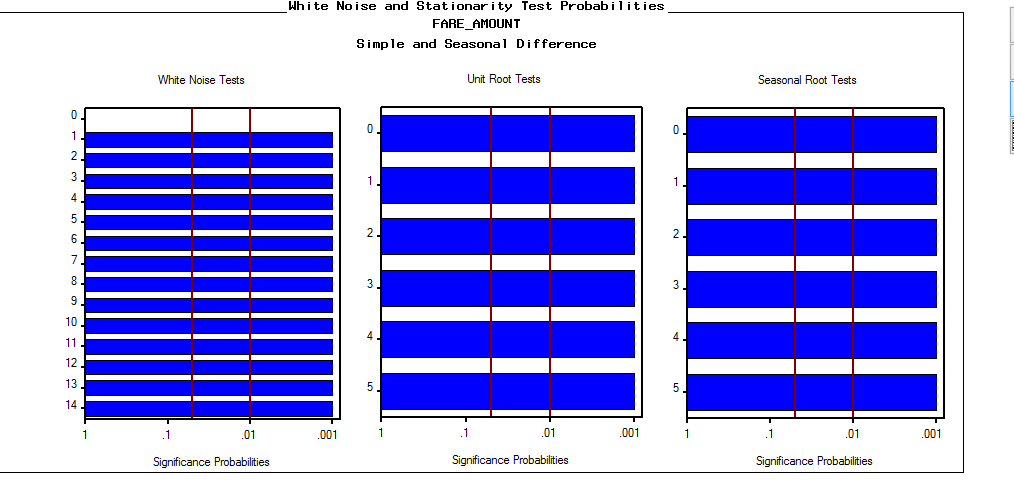 White Noise and Stationarity Test Probabilities
FARE_AMOUNT
Simple and Seasonal Difference
White Noise Tests
0
1
2
3
4
5
6
7
8
9
10
11
12
13
14
1 .1 .01 .001
Significance Probabilities
Unit Root Tests
0
1
2
3
4
5
1 .1 .01 .001
Significance Probabilities
Seasonal Root Tests
0
1
2
3
4
5
1 .1 .01 .001
Significance Probabilities